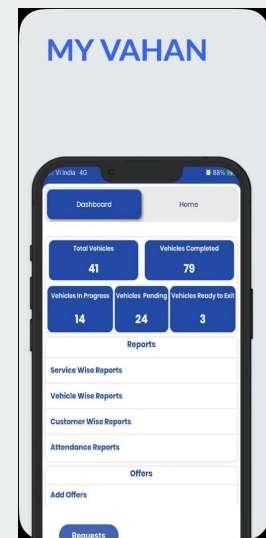 MY VAHAN
Vi India 4G
88%
Dashboard Home
Total Vehicles Vehicles Completed
41 79
Vehicles In Progress Vehicles Pending Vehicles Ready to Exit
14 24 3
Reports
Service Wise Reports
Vehicle Wise Reports
Customer Wise Reports
Attendance Reports
Offers
Add Offers
Requests